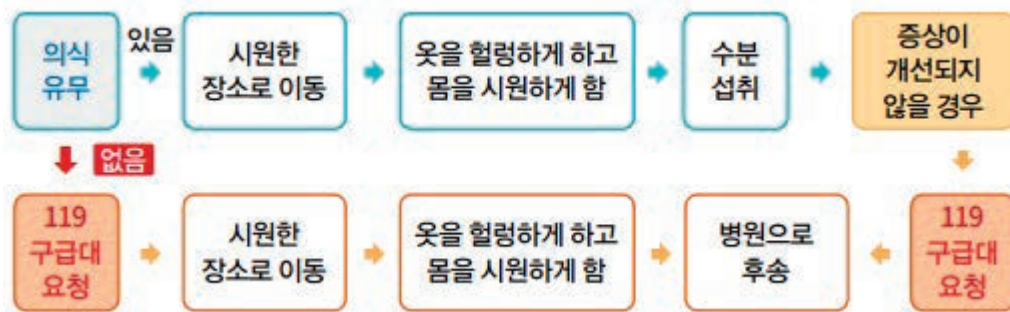 의식
유무
있음
시원한
장소로 이동
옷을 헐렁하게 하고
몸을 시원하게 함
수분
섭취
증상이
개선되지
않을 경우
없음
119
구급대
요청
시원한
장소로 이동
옷을 헐렁하게 하고
몸을 시원하게 함
병원으로
후송
119
구급대
요청